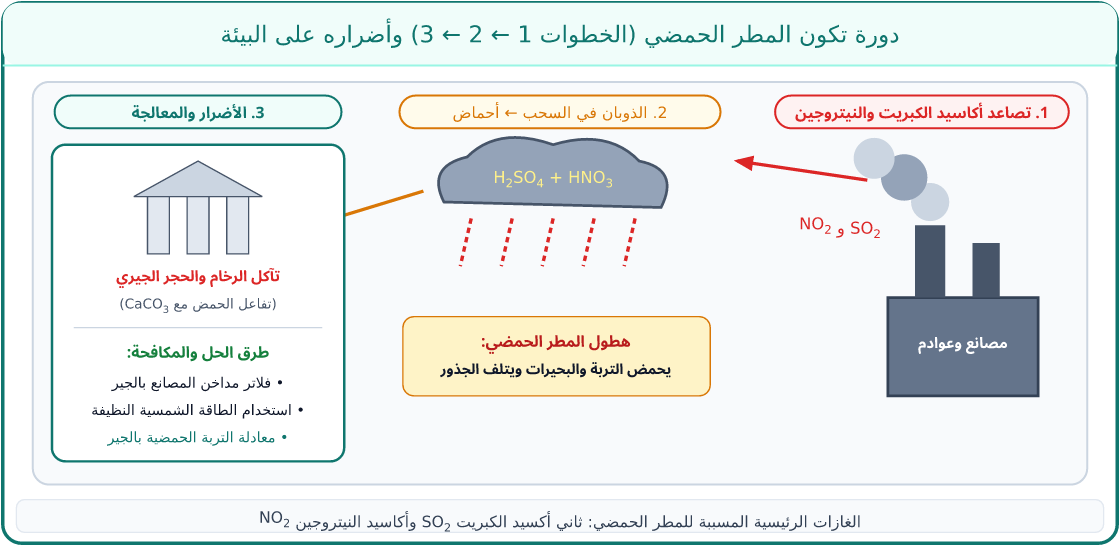 دورة تكون المطر الحمضي (الخطوات 1 ← 2 ← 3) وأضراره على البيئة
1. تصاعد أكاسيد الكبريت والنيتروجين
SO₂ و NO₂
مصانع وعوادم
2. الذوبان في السحب ← أحماض
H₂SO₄ + HNO₃
هطول المطر الحمضي:
يحمض التربة والبحيرات ويتلف الجذور
3. الأضرار والمعالجة
تآكل الرخام والحجر الجيري
(تفاعل الحمض مع CaCO₃)
طرق الحل والمكافحة:
• فلاتر مداخن المصانع بالجير
• استخدام الطاقة الشمسية النظيفة
• معادلة التربة الحمضية بالجير
الغازات الرئيسية المسببة للمطر الحمضي: ثاني أكسيد الكبريت SO₂ وأكاسيد النيتروجين NO₂